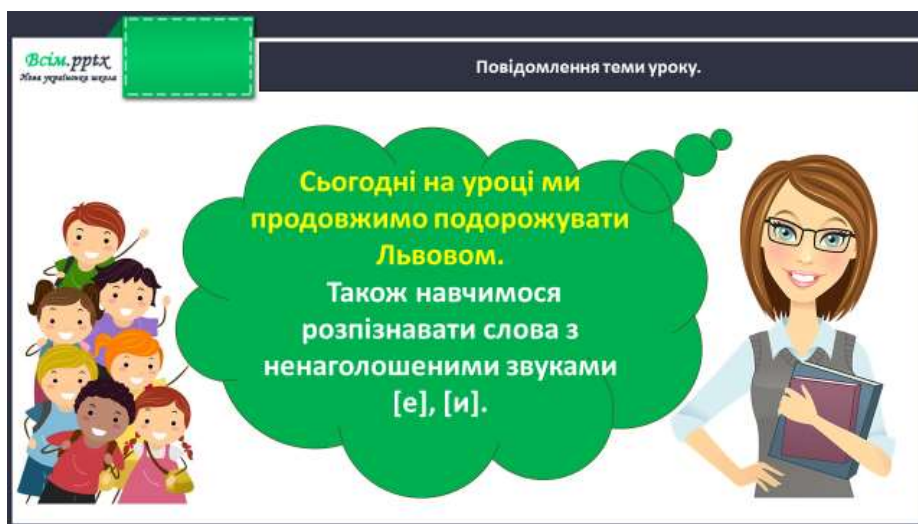 Всім.pptx
Нова українська школа
Повідомлення теми уроку.
Сьогодні на уроці ми
продовжимо подорожувати
Львовом.
Також навчимося
розпізнавати слова з
ненаголошеними звуками
[е], [и].